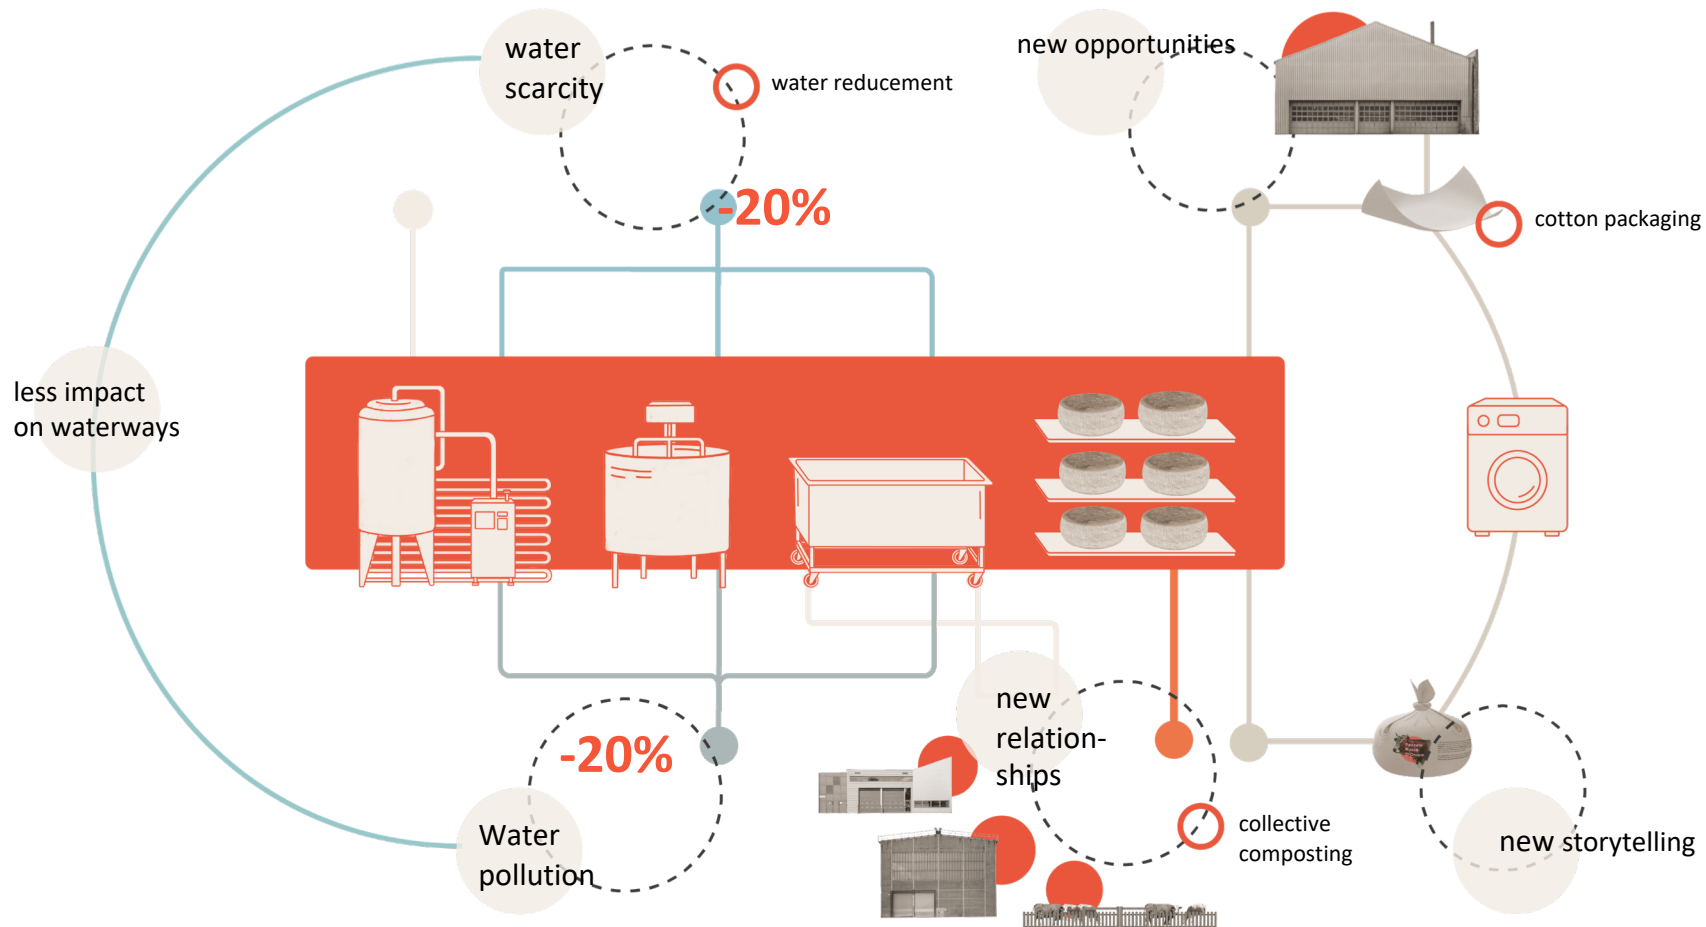 water
scarcity
water reducement
new opportunities
-20%
cotton packaging
less impact
on waterways
new
relation-
ships
-20%
Water
pollution
collective
composting
new storytelling